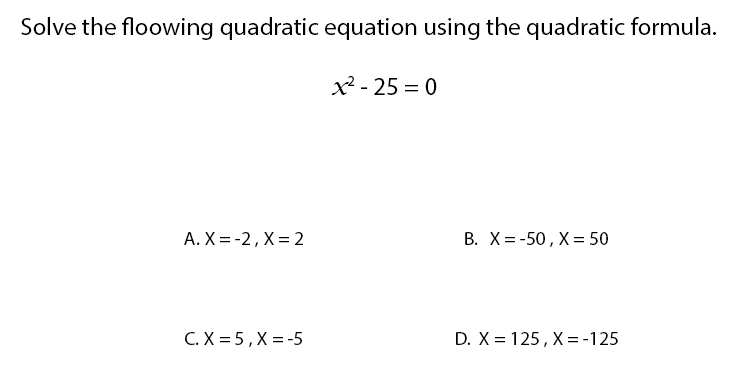 Solve the floowing quadratic equation using the quadratic formula.
x² - 25 = 0
A. X = -2 , X = 2
B. X = -50 , X = 50
C. X = 5 , X = -5
D. X = 125 , X = -125